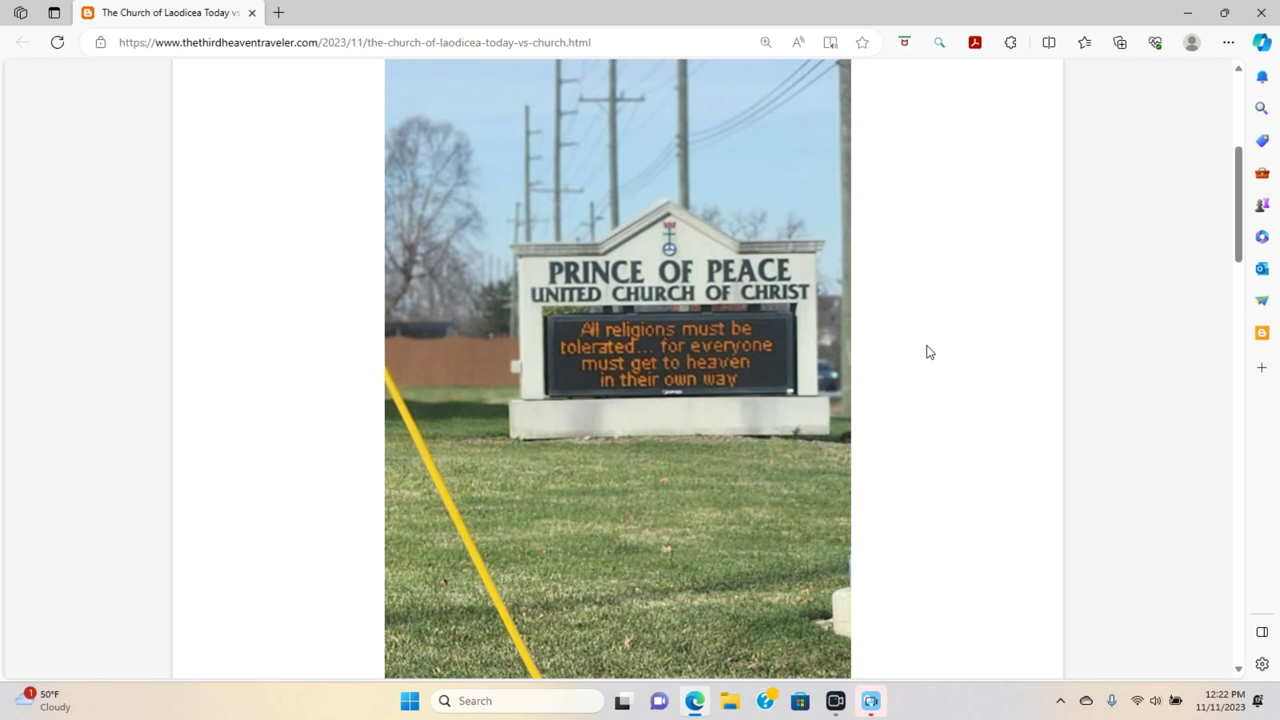 The Church of Laodicea Today vs
https://www.thethirdheaventraveler.com/2023/11/the-church-of-laodicea-today-vs-church.html
PRINCE OF PEACE
UNITED CHURCH OF CHRIST
All religions must be
tolerated... for everyone
must get to heaven
in their own way
1
50°F
Cloudy
Search
12:22 PM
11/11/2023